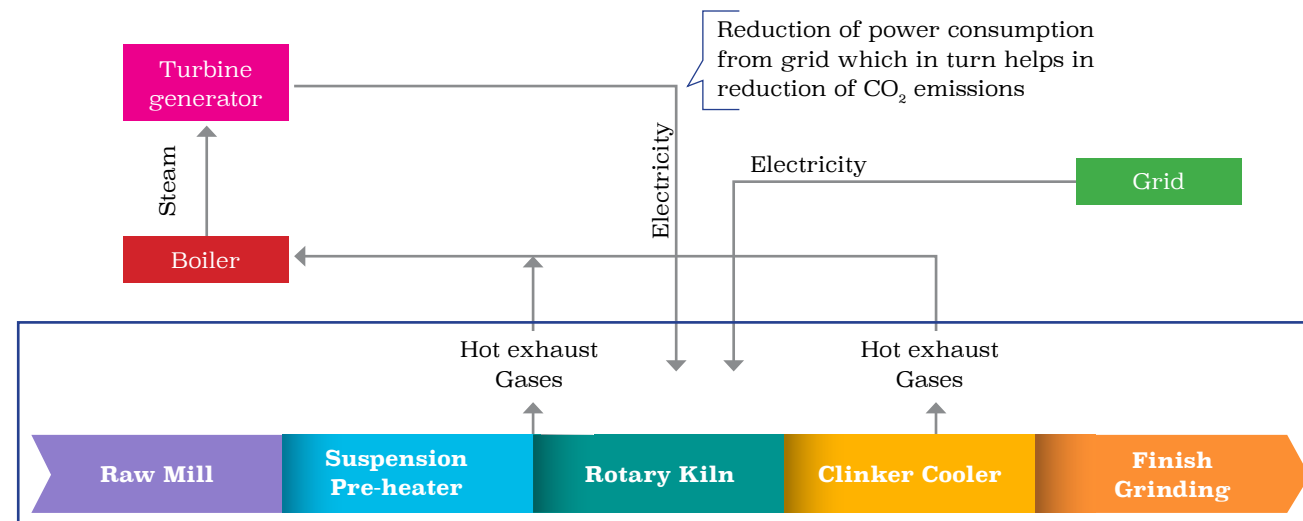 Reduction of power consumption
from grid which in turn helps in
reduction of CO₂ emissions
Turbine
generator
Steam
Electricity
Electricity
Grid
Boiler
Hot exhaust
Gases
Hot exhaust
Gases
Raw Mill
Suspension
Pre-heater
Rotary Kiln
Clinker Cooler
Finish
Grinding